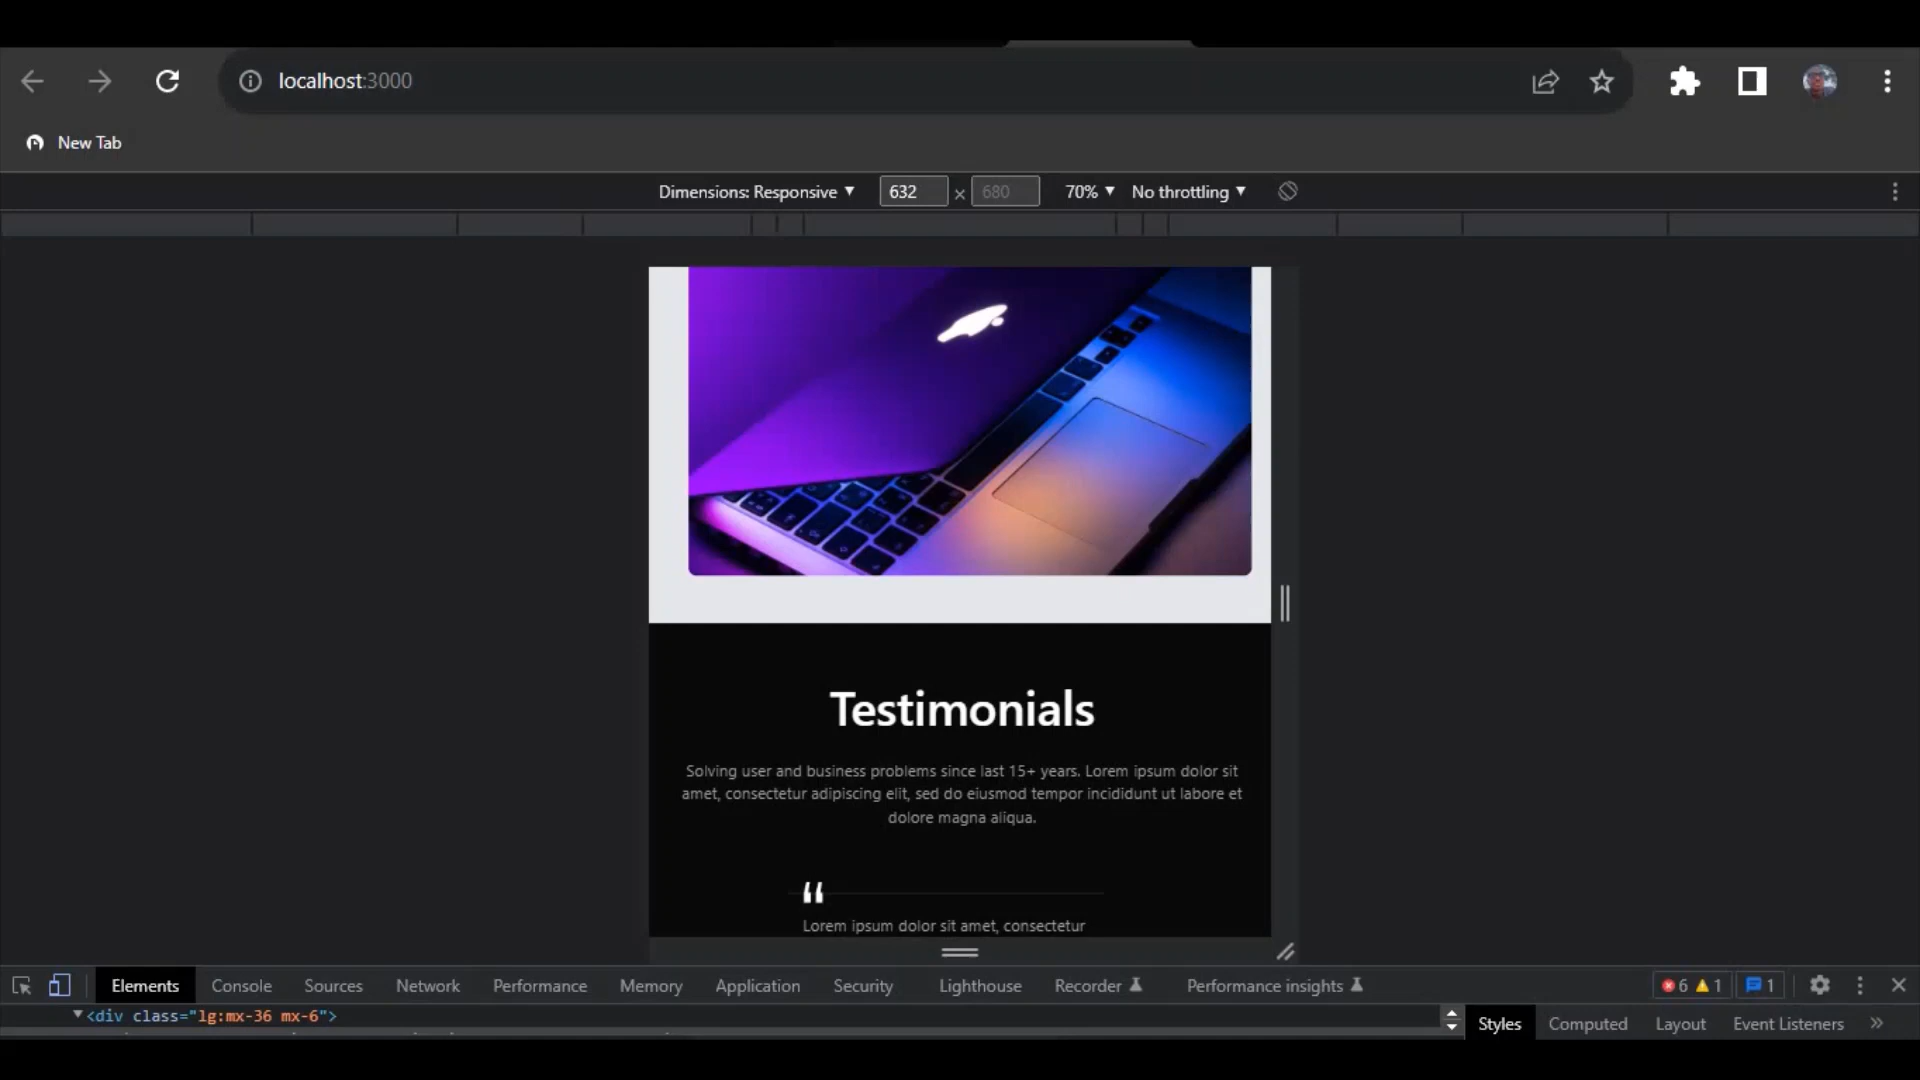 localhost:3000
New Tab
Dimensions: Responsive 632 × 680 70% No throttling
Testimonials
Solving user and business problems since last 15+ years. Lorem ipsum dolor sit
amet, consectetur adipiscing elit, sed do eiusmod tempor incididunt ut labore et
dolore magna aliqua.
“
Lorem ipsum dolor sit amet, consectetur
Elements Console Sources Network Performance Memory Application Security Lighthouse Recorder Performance insights 6 1 1
<div class="lg:mx-36 mx-6">
Styles Computed Layout Event Listeners »